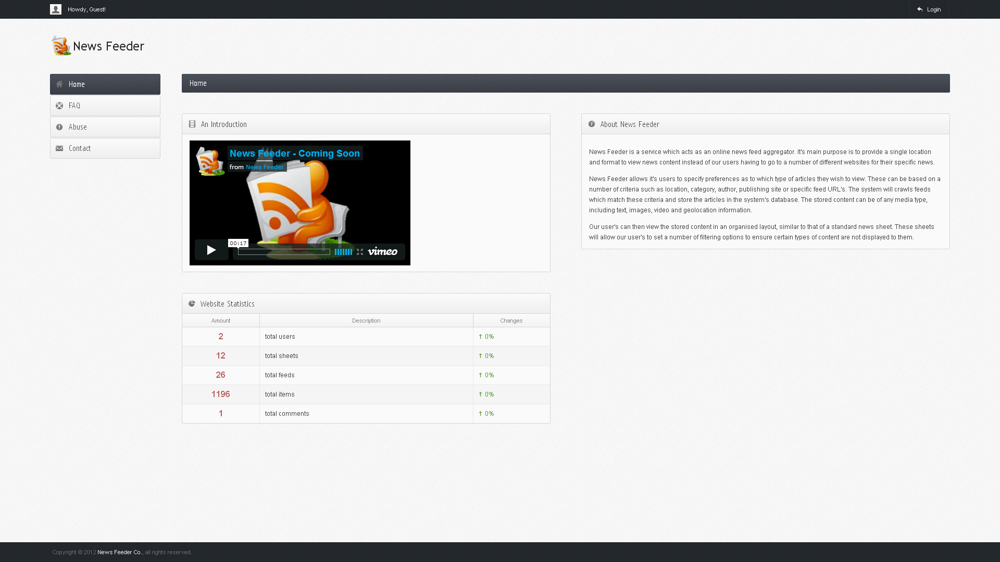 Howdy, Guest!
Login
News Feeder
Home
FAQ
Abuse
Contact
Home
An Introduction
News Feeder - Coming Soon
from News Feeder
00:17
vimeo
About News Feeder
News Feeder is a service which acts as an online news feed aggregator. It's main purpose is to provide a single location
and format to view news content instead of our users having to go to a number of different websites for their specific news.
News Feeder allows it's users to specify preferences as to which type of articles they wish to view. These can be based on a
number of criteria such as location, category, author, publishing site or specific feed URL's. The system will crawls feeds
which match these criteria and store the articles in the system's database. The stored content can be of any media type,
including text, images, video and geolocation information.
Our user's can then view the stored content in an organised layout, similar to that of a standard news sheet. These sheets
will allow our user's to set a number of filtering options to ensure certain types of content are not displayed to them.
Website Statistics
Amount Description Changes
2 total users ↑ 0%
12 total sheets ↑ 0%
26 total feeds ↑ 0%
1196 total items ↑ 0%
1 total comments ↑ 0%
Copyright © 2012 News Feeder Co., all rights reserved.